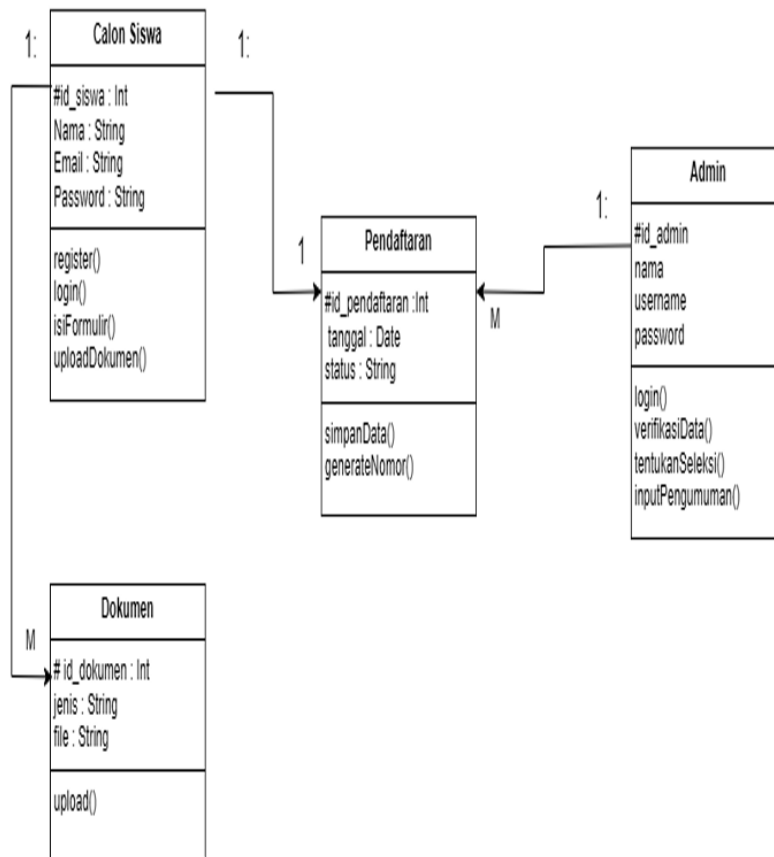 Calon Siswa
1:
1:
#id_siswa : Int
Nama : String
Email : String
Password : String
register()
login()
isiFormulir()
uploadDokumen()
Admin
1:
#id_admin
nama
username
password
login()
verifikasiData()
tentukanSeleksi()
inputPengumuman()
1
Pendaftaran
M
#id_pendaftaran :Int
tanggal : Date
status : String
simpanData()
generateNomor()
Dokumen
M
# id_dokumen : Int
jenis : String
file : String
upload()